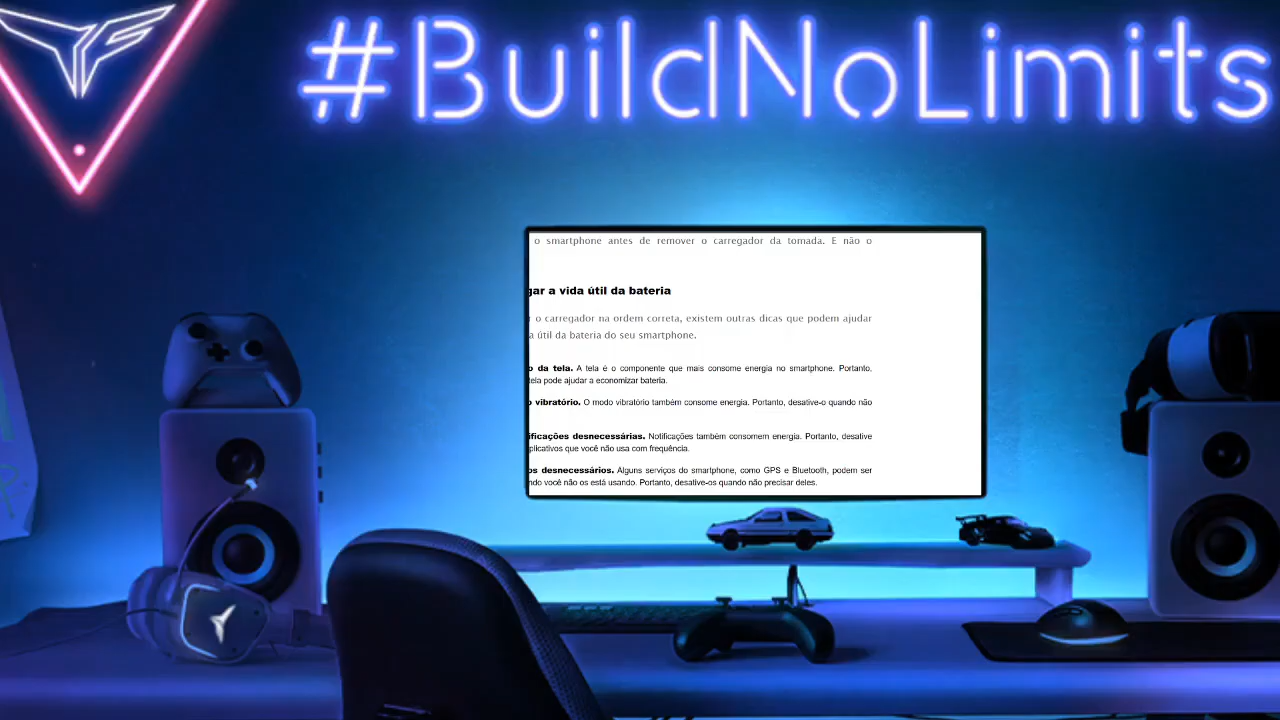 #BuildNoLimits
o smartphone antes de remover o carregador da tomada. E não o
gar a vida útil da bateria
o carregador na ordem correta, existem outras dicas que podem ajudar
a útil da bateria do seu smartphone.
o da tela. A tela é o componente que mais consome energia no smartphone. Portanto,
tela pode ajudar a economizar bateria.
o vibratório. O modo vibratório também consome energia. Portanto, desative-o quando não
ificações desnecessárias. Notificações também consomem energia. Portanto, desative
plicativos que você não usa com frequência.
os desnecessários. Alguns serviços do smartphone, como GPS e Bluetooth, podem ser
ndo você não os está usando. Portanto, desative-os quando não precisar deles.